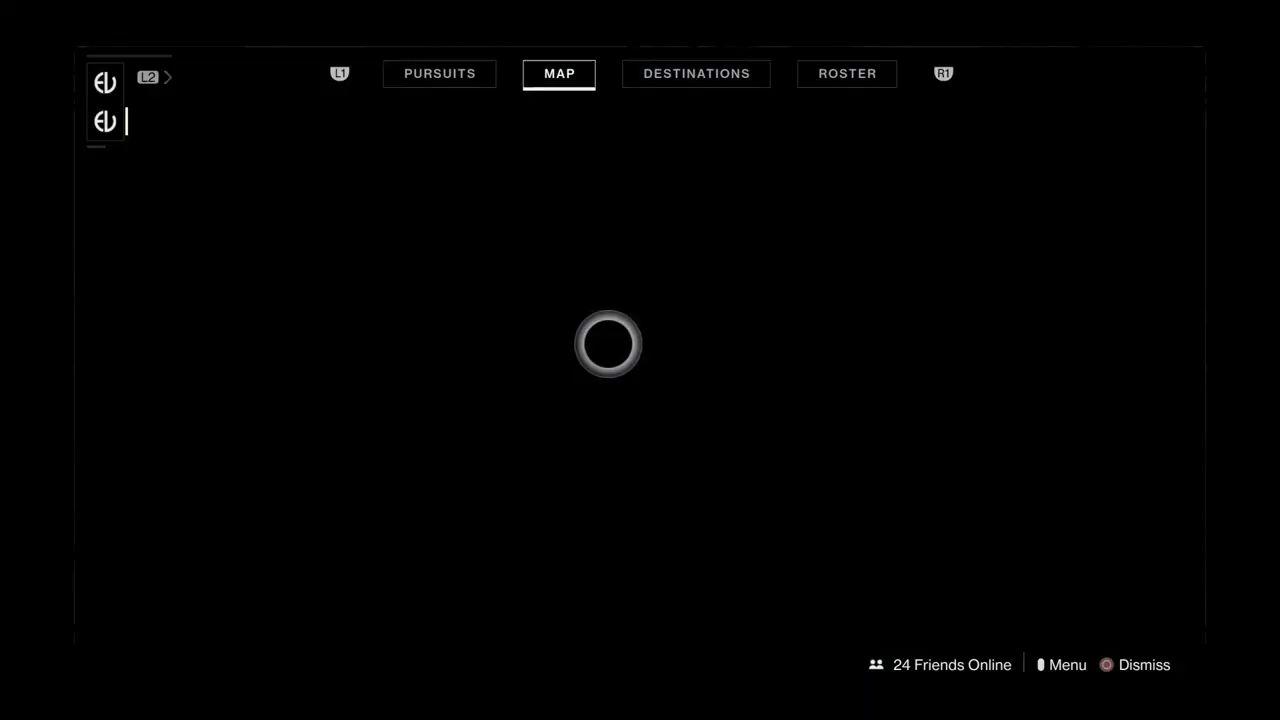 L2
L1 PURSUITS MAP DESTINATIONS ROSTER R1
24 Friends Online Menu Dismiss